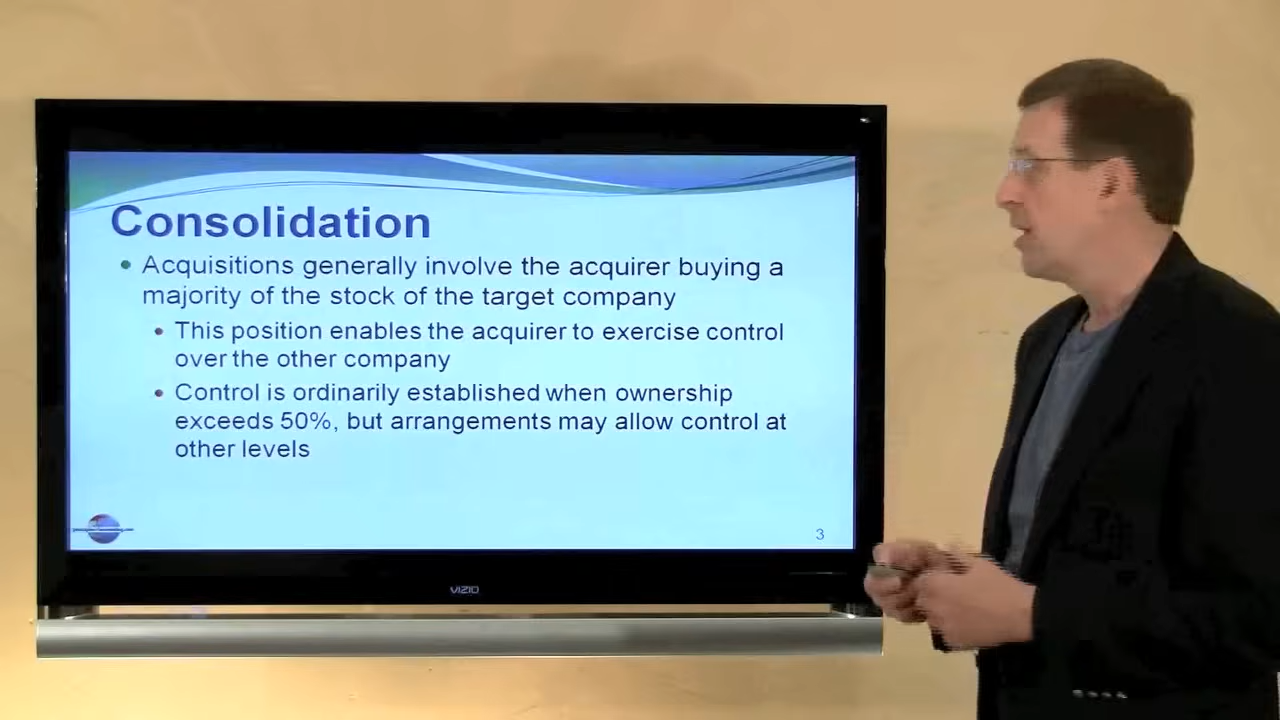 Consolidation
• Acquisitions generally involve the acquirer buying a
majority of the stock of the target company
• This position enables the acquirer to exercise control
over the other company
• Control is ordinarily established when ownership
exceeds 50%, but arrangements may allow control at
other levels
3
VIZIO